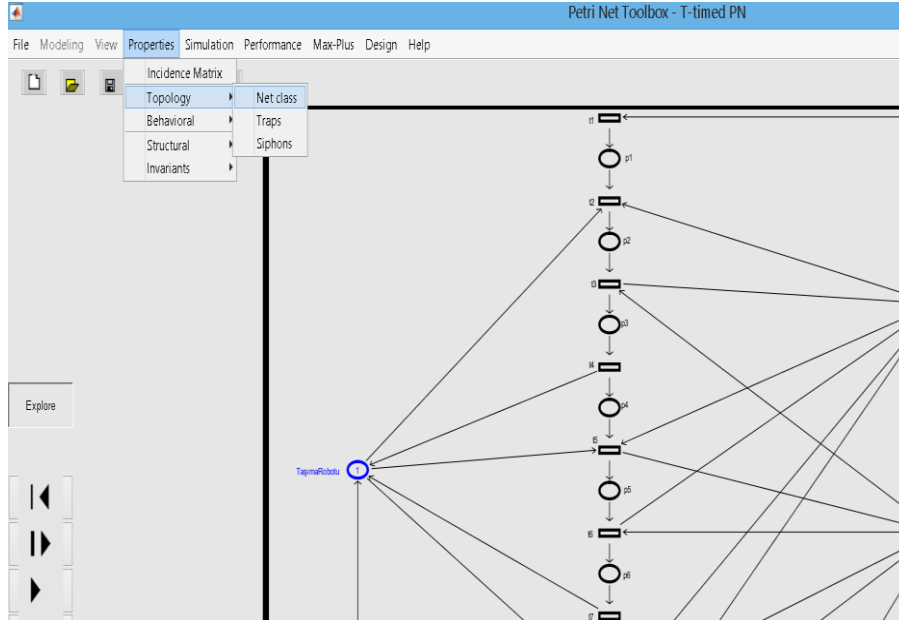 Petri Net Toolbox - T-timed PN
File Modeling View Properties Simulation Performance Max-Plus Design Help
Incidence Matrix
Topology Net class
Behavioral Traps
Structural Siphons
Invariants
t1
p1
t2
p2
t3
p3
t4
Explore
p4
t5
TaşımaRobotu 1
p5
t6
p6
t7